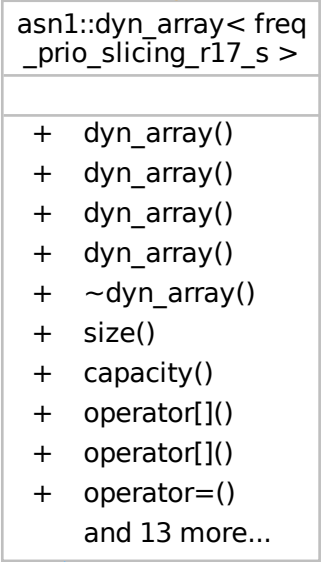 asn1::dyn_array< freq
_prio_slicing_r17_s >
+ dyn_array()
+ dyn_array()
+ dyn_array()
+ dyn_array()
+ ~dyn_array()
+ size()
+ capacity()
+ operator[]()
+ operator[]()
+ operator=()
and 13 more...